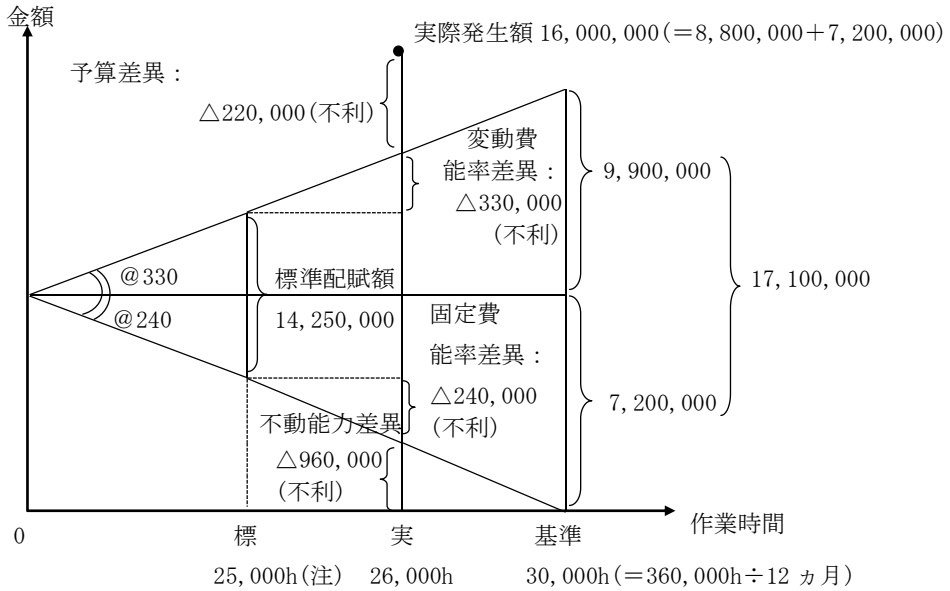 金額
実際発生額 16,000,000(=8,800,000+7,200,000)
予算差異:
△220,000(不利)
変動費
能率差異:
△330,000
(不利)
9,900,000
17,100,000
@330
標準配賦額
@240
14,250,000
固定費
能率差異:
△240,000
(不利)
7,200,000
不動能力差異
△960,000
(不利)
作業時間
0
標
実
基準
25,000h(注)
26,000h
30,000h(=360,000h÷12 ヵ月)